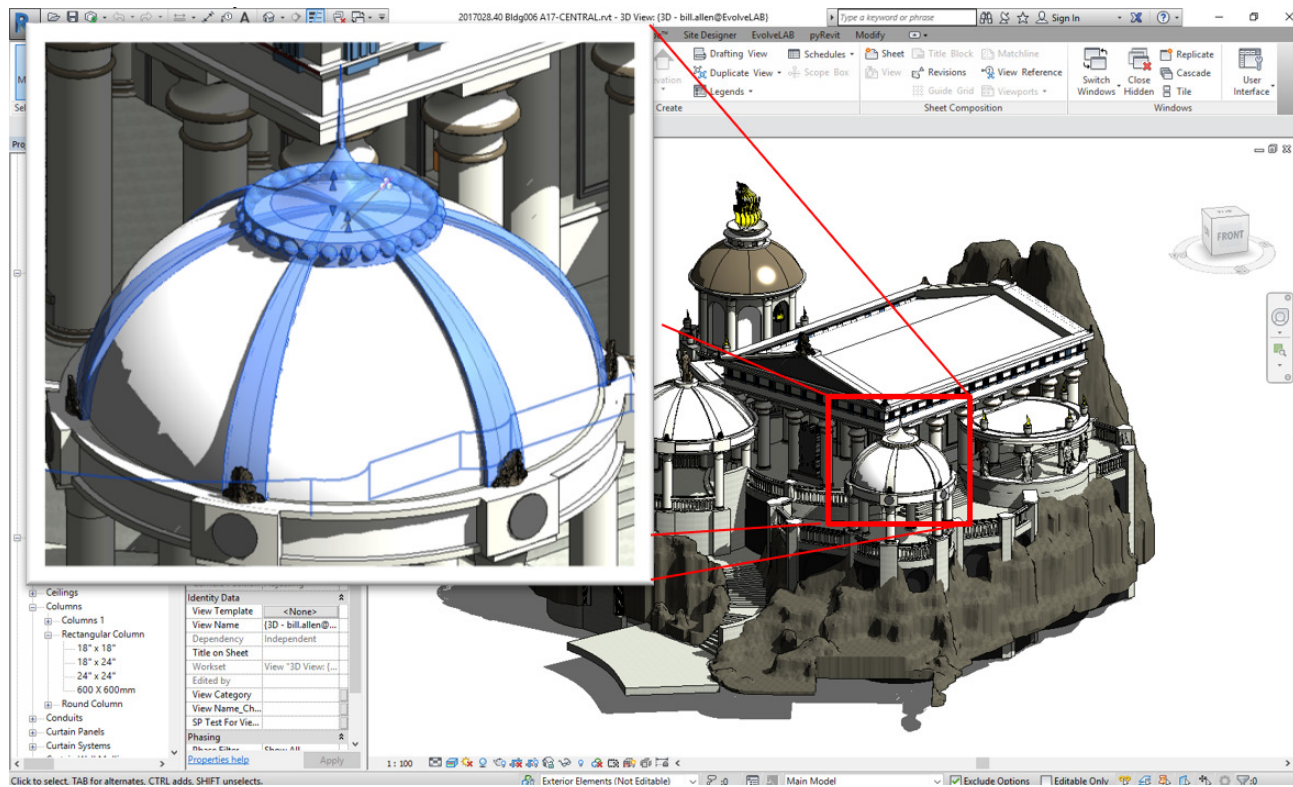 2017028.40 Bldg006 A17-CENTRAL.rvt - 3D View: {3D - bill.allen@EvolveLAB}
Type a keyword or phrase
Sign In
Site Designer EvolveLAB pyRevit Modify
Drafting View
Duplicate View
Legends
Schedules
Scope Box
Create
Sheet
View
Title Block
Revisions
Guide Grid
Matchline
View Reference
Viewports
Sheet Composition
Switch Windows
Close Hidden
Replicate
Cascade
Tile
Windows
User Interface
FRONT
Ceilings
Columns
Columns 1
Rectangular Column
18" x 18"
18" x 24"
24" x 24"
600 X 600mm
Round Column
Conduits
Curtain Panels
Curtain Systems
Identity Data
View Template <None>
View Name {3D - bill.allen@...
Dependency Independent
Title on Sheet
Workset View "3D View: {...
Edited by
View Category
View Name_Ch...
SP Test For Vie...
Phasing
Phase Filter Show All
Properties help
Apply
1 : 100
Click to select, TAB for alternates, CTRL adds, SHIFT unselects.
Exterior Elements (Not Editable)
:0
Main Model
Exclude Options
Editable Only
:0